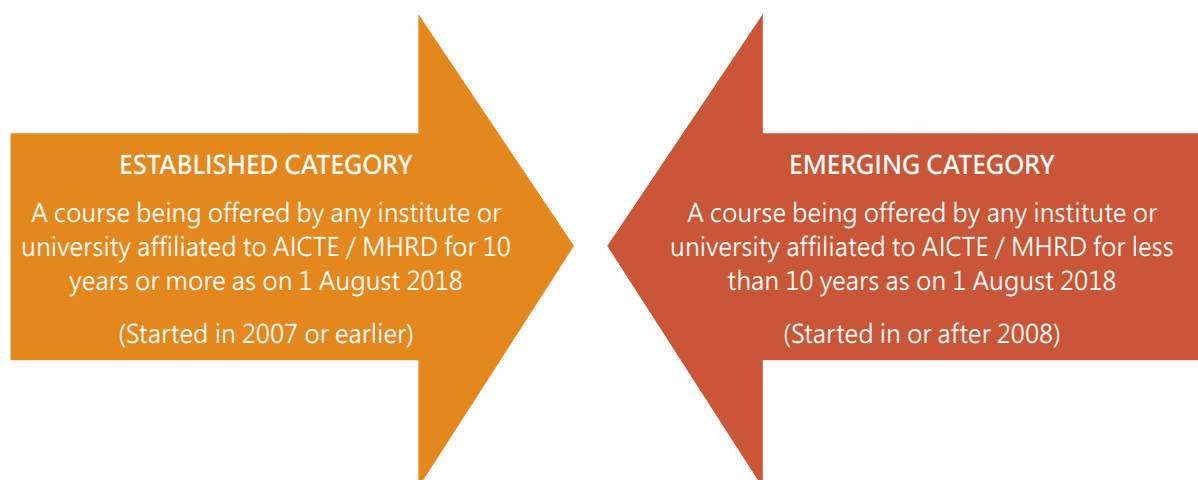 ESTABLISHED CATEGORY
A course being offered by any institute or
university affiliated to AICTE / MHRD for 10
years or more as on 1 August 2018
(Started in 2007 or earlier)
EMERGING CATEGORY
A course being offered by any institute or
university affiliated to AICTE / MHRD for less
than 10 years as on 1 August 2018
(Started in or after 2008)